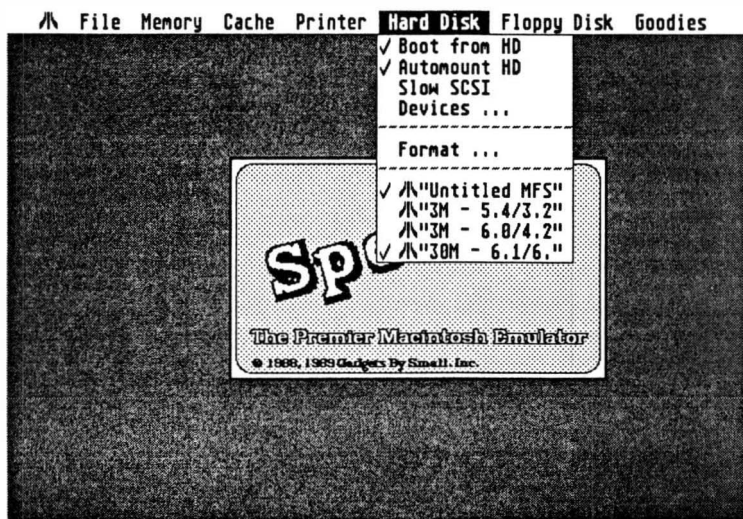 File Memory Cache Printer Hard Disk Floppy Disk Goodies
✓ Boot from HD
✓ Automount HD
Slow SCSI
Devices ...
Format ...
✓ "Untitled MFS"
"3M - 5.4/3.2"
"3M - 6.0/4.2"
✓ "30M - 6.1/6."
Spe
The Premier Macintosh Emulator
© 1988, 1989 Gadgets By Small, Inc.